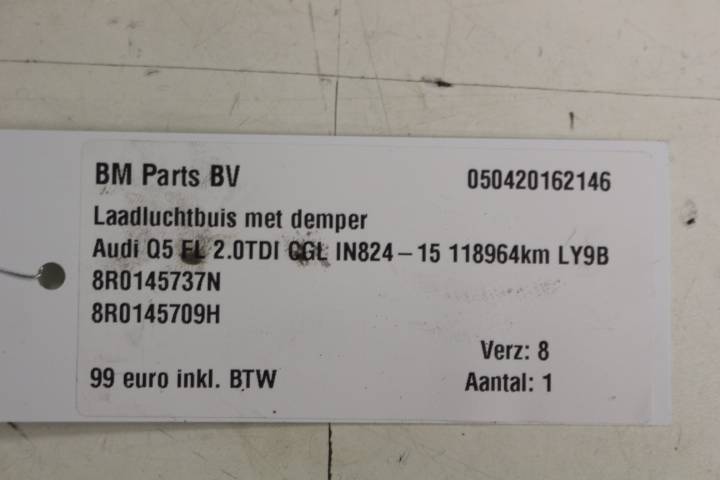 BM Parts BV 050420162146
Laadluchtbuis met demper
Audi Q5 FL 2.0TDI CGL IN824-15 118964km LY9B
8R0145737N
8R0145709H
Verz: 8
99 euro inkl. BTW Aantal: 1